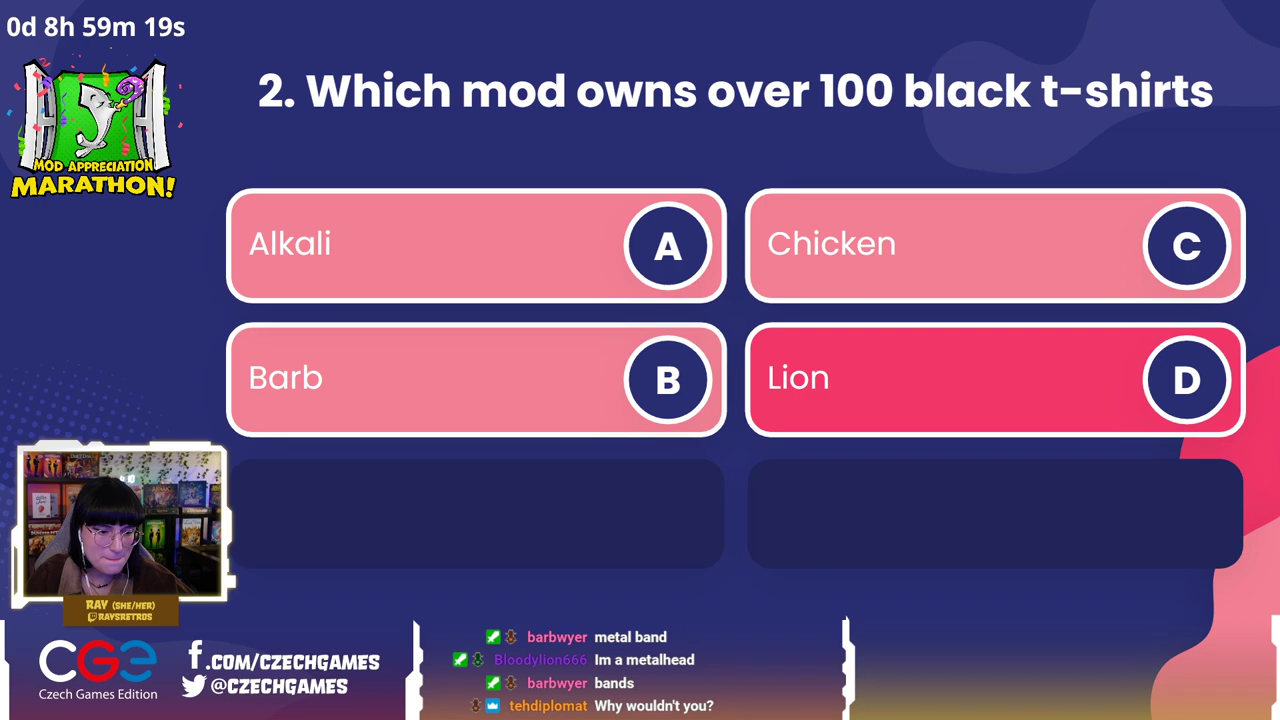 0d 8h 59m 19s
MOD APPRECIATION
MARATHON!
2. Which mod owns over 100 black t-shirts
Alkali
A
Chicken
C
Barb
B
Lion
D
RAY (SHE/HER)
RAYSRETROS
CGE
Czech Games Edition
f.COM/CZECHGAMES
@CZECHGAMES
barbwyer metal band
Bloodylion666 Im a metalhead
barbwyer bands
tehdiplomat Why wouldn't you?